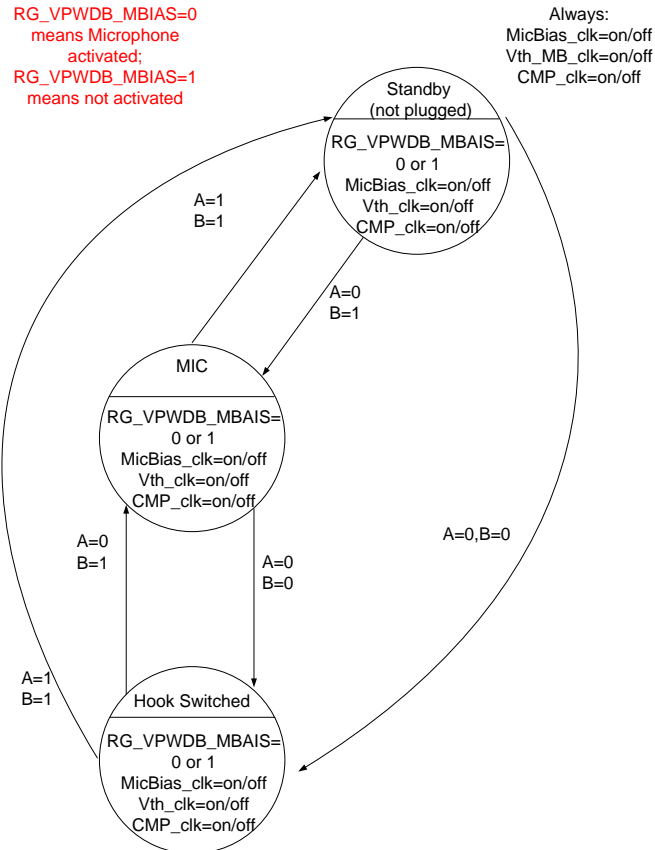 RG_VPWDB_MBIAS=0
means Microphone
activated;
RG_VPWDB_MBIAS=1
means not activated
Always:
MicBias_clk=on/off
Vth_MB_clk=on/off
CMP_clk=on/off
Standby
(not plugged)
RG_VPWDB_MBAIS=
0 or 1
MicBias_clk=on/off
Vth_clk=on/off
CMP_clk=on/off
A=1
B=1
A=0
B=1
MIC
RG_VPWDB_MBAIS=
0 or 1
MicBias_clk=on/off
Vth_clk=on/off
CMP_clk=on/off
A=0
B=1
A=0
B=0
A=0,B=0
A=1
B=1
Hook Switched
RG_VPWDB_MBAIS=
0 or 1
MicBias_clk=on/off
Vth_clk=on/off
CMP_clk=on/off